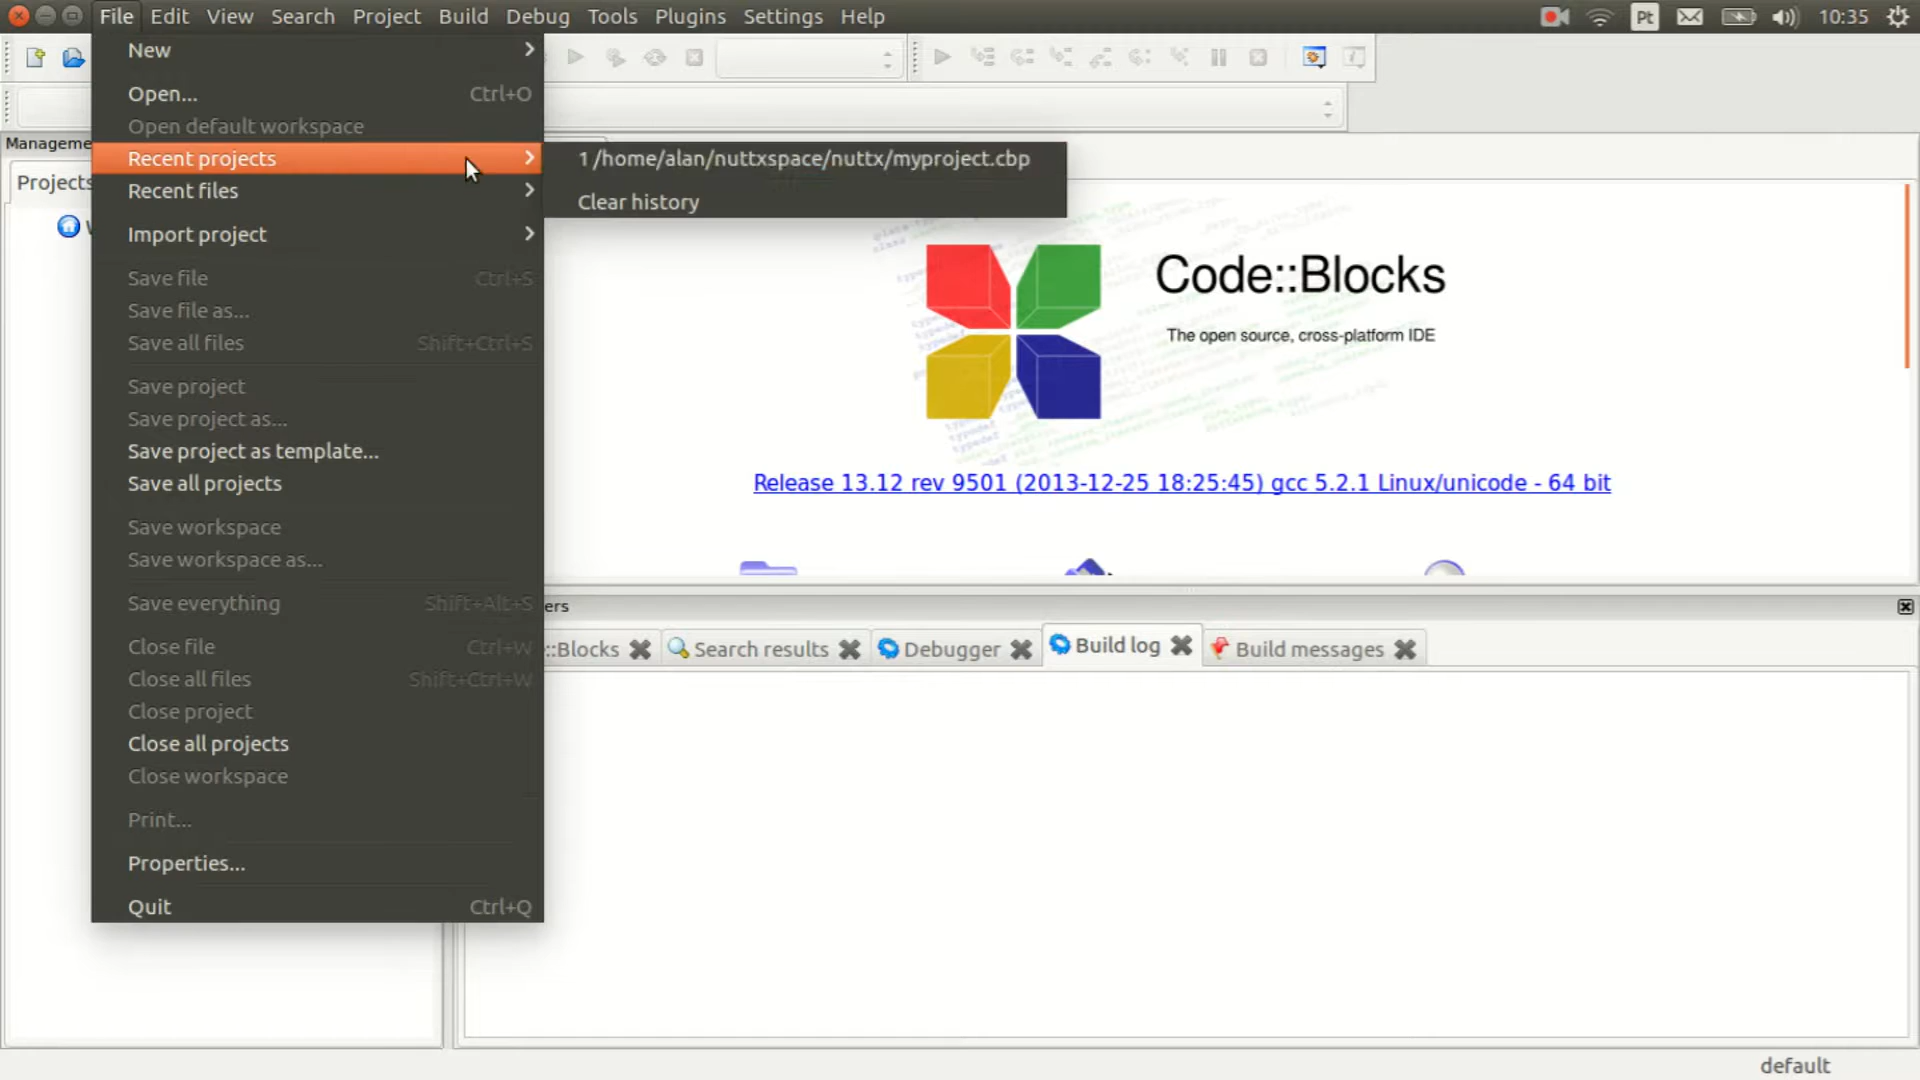 File Edit View Search Project Build Debug Tools Plugins Settings Help
Pt
10:35
New
Open... Ctrl+O
Open default workspace
Recent projects
Recent files
Import project
Save file Ctrl+S
Save file as...
Save all files Shift+Ctrl+S
Save project
Save project as...
Save project as template...
Save all projects
Save workspace
Save workspace as...
Save everything Shift+Alt+S
Close file Ctrl+W
Close all files Shift+Ctrl+W
Close project
Close all projects
Close workspace
Print...
Properties...
Quit Ctrl+Q
1 /home/alan/nuttxspace/nuttx/myproject.cbp
Clear history
Manageme
Projects
Code::Blocks
The open source, cross-platform IDE
Release 13.12 rev 9501 (2013-12-25 18:25:45) gcc 5.2.1 Linux/unicode - 64 bit
ers
::Blocks
Search results
Debugger
Build log
Build messages
default